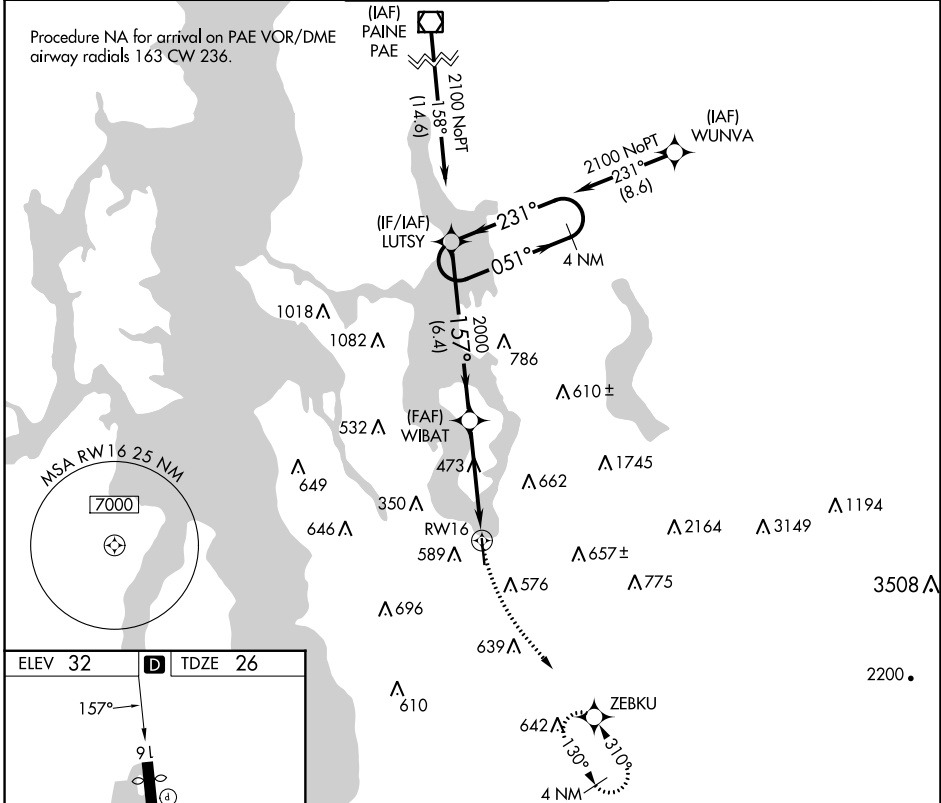 Procedure NA for arrival on PAE VOR/DME
airway radials 163 CW 236.
(IAF)
PAINE
PAE
2100 NoPT
158°
(14.6)
(IAF)
WUNVA
2100 NoPT
231°
(8.6)
(IF/IAF)
LUTSY
231°
051°
4 NM
1018
1082
2000
157°
(6.4)
786
610 ±
(FAF)
WIBAT
532
473
649
662
1745
MSA RW16 25 NM
7000
350
646
RW16
589
657 ±
2164
3149
1194
576
775
3508
696
639
2200
610
642
ZEBKU
130°
310°
4 NM
ELEV 32
D
TDZE 26
157°
16
P